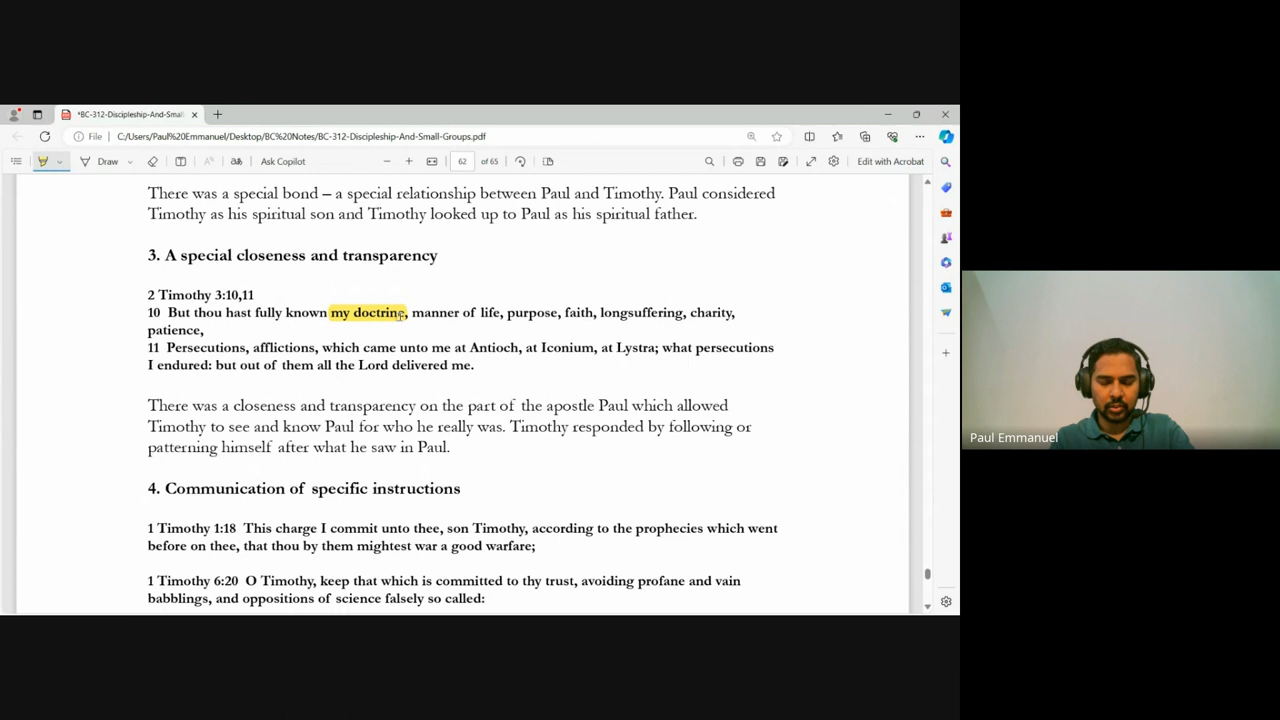 *BC-312-Discipleship-And-Small-
File
C:/Users/Paul%20Emmanuel/Desktop/BC%20Notes/BC-312-Discipleship-And-Small-Groups.pdf
Draw
Ask Copilot
62 of 65
Edit with Acrobat
There was a special bond – a special relationship between Paul and Timothy. Paul considered
Timothy as his spiritual son and Timothy looked up to Paul as his spiritual father.
3. A special closeness and transparency
2 Timothy 3:10,11
10 But thou hast fully known my doctrine, manner of life, purpose, faith, longsuffering, charity,
patience,
11 Persecutions, afflictions, which came unto me at Antioch, at Iconium, at Lystra; what persecutions
I endured: but out of them all the Lord delivered me.
There was a closeness and transparency on the part of the apostle Paul which allowed
Timothy to see and know Paul for who he really was. Timothy responded by following or
patterning himself after what he saw in Paul.
4. Communication of specific instructions
1 Timothy 1:18 This charge I commit unto thee, son Timothy, according to the prophecies which went
before on thee, that thou by them mightest war a good warfare;
1 Timothy 6:20 O Timothy, keep that which is committed to thy trust, avoiding profane and vain
babblings, and oppositions of science falsely so called:
Paul Emmanuel